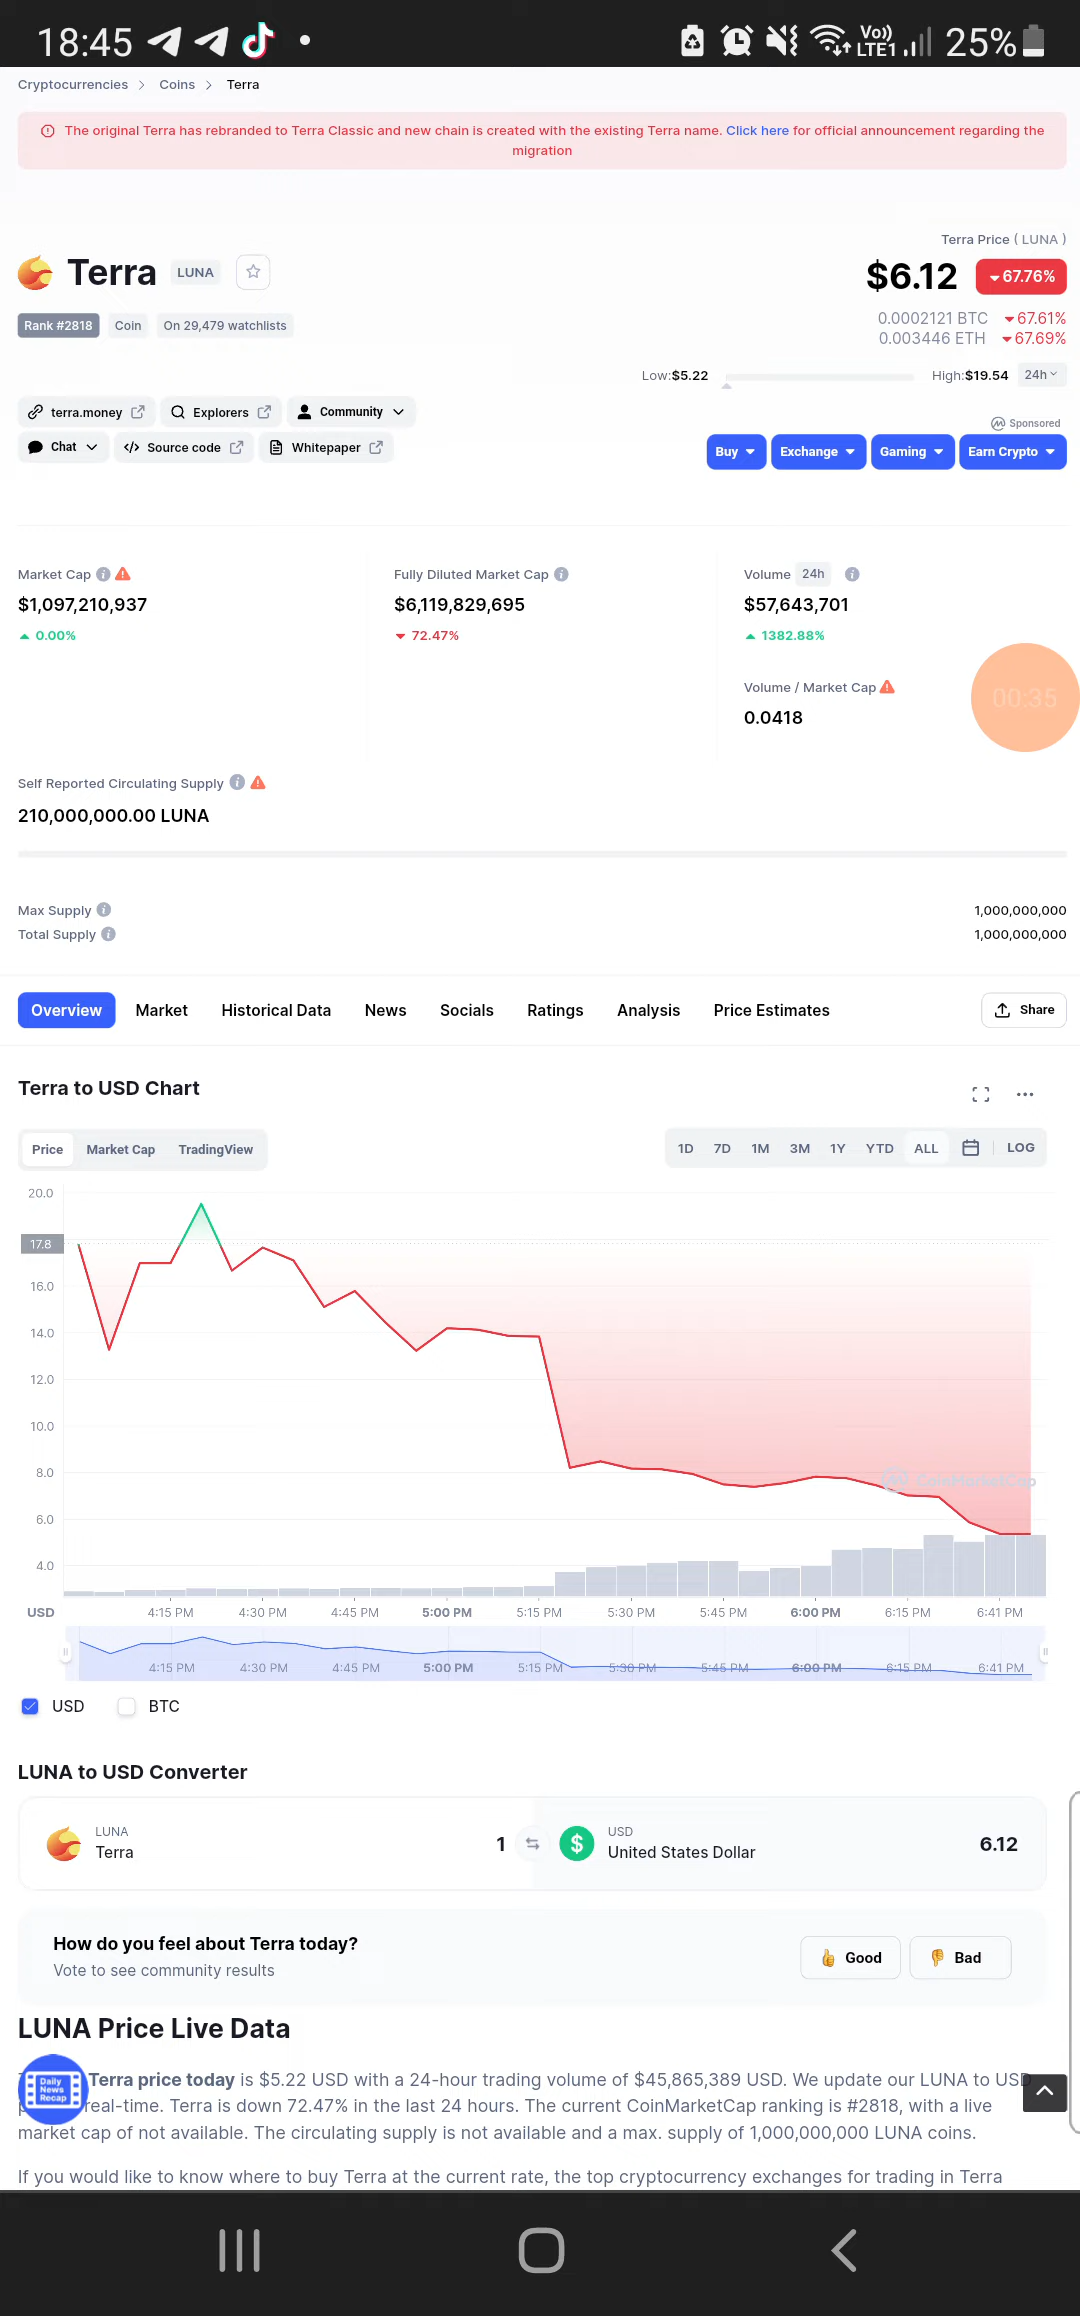 18:45 Vo)) LTE1 25%
Cryptocurrencies > Coins > Terra
The original Terra has rebranded to Terra Classic and new chain is created with the existing Terra name. Click here for official announcement regarding the
migration
Terra Price ( LUNA )
Terra LUNA $6.12 67.76%
Rank #2818 Coin On 29,479 watchlists
0.0002121 BTC 67.61%
0.003446 ETH 67.69%
Low:$5.22 High:$19.54 24h
terra.money Explorers Community
Sponsored
Chat Source code Whitepaper
Buy Exchange Gaming Earn Crypto
Market Cap Fully Diluted Market Cap Volume 24h
$1,097,210,937 $6,119,829,695 $57,643,701
0.00% 72.47% 1382.88%
Volume / Market Cap
00:35
0.0418
Self Reported Circulating Supply
210,000,000.00 LUNA
Max Supply 1,000,000,000
Total Supply 1,000,000,000
Overview Market Historical Data News Socials Ratings Analysis Price Estimates Share
Terra to USD Chart
Price Market Cap TradingView 1D 7D 1M 3M 1Y YTD ALL LOG
20.0
17.8
16.0
14.0
12.0
10.0
8.0
CoinMarketCap
6.0
4.0
USD 4:15 PM 4:30 PM 4:45 PM 5:00 PM 5:15 PM 5:30 PM 5:45 PM 6:00 PM 6:15 PM 6:41 PM
4:15 PM 4:30 PM 4:45 PM 5:00 PM 5:15 PM 5:30 PM 5:45 PM 6:00 PM 6:15 PM 6:41 PM
USD BTC
LUNA to USD Converter
LUNA USD
Terra 1 $ United States Dollar 6.12
How do you feel about Terra today?
Vote to see community results
Good Bad
LUNA Price Live Data
Daily News Recap
Terra price today is $5.22 USD with a 24-hour trading volume of $45,865,389 USD. We update our LUNA to USD
real-time. Terra is down 72.47% in the last 24 hours. The current CoinMarketCap ranking is #2818, with a live
market cap of not available. The circulating supply is not available and a max. supply of 1,000,000,000 LUNA coins.
If you would like to know where to buy Terra at the current rate, the top cryptocurrency exchanges for trading in Terra